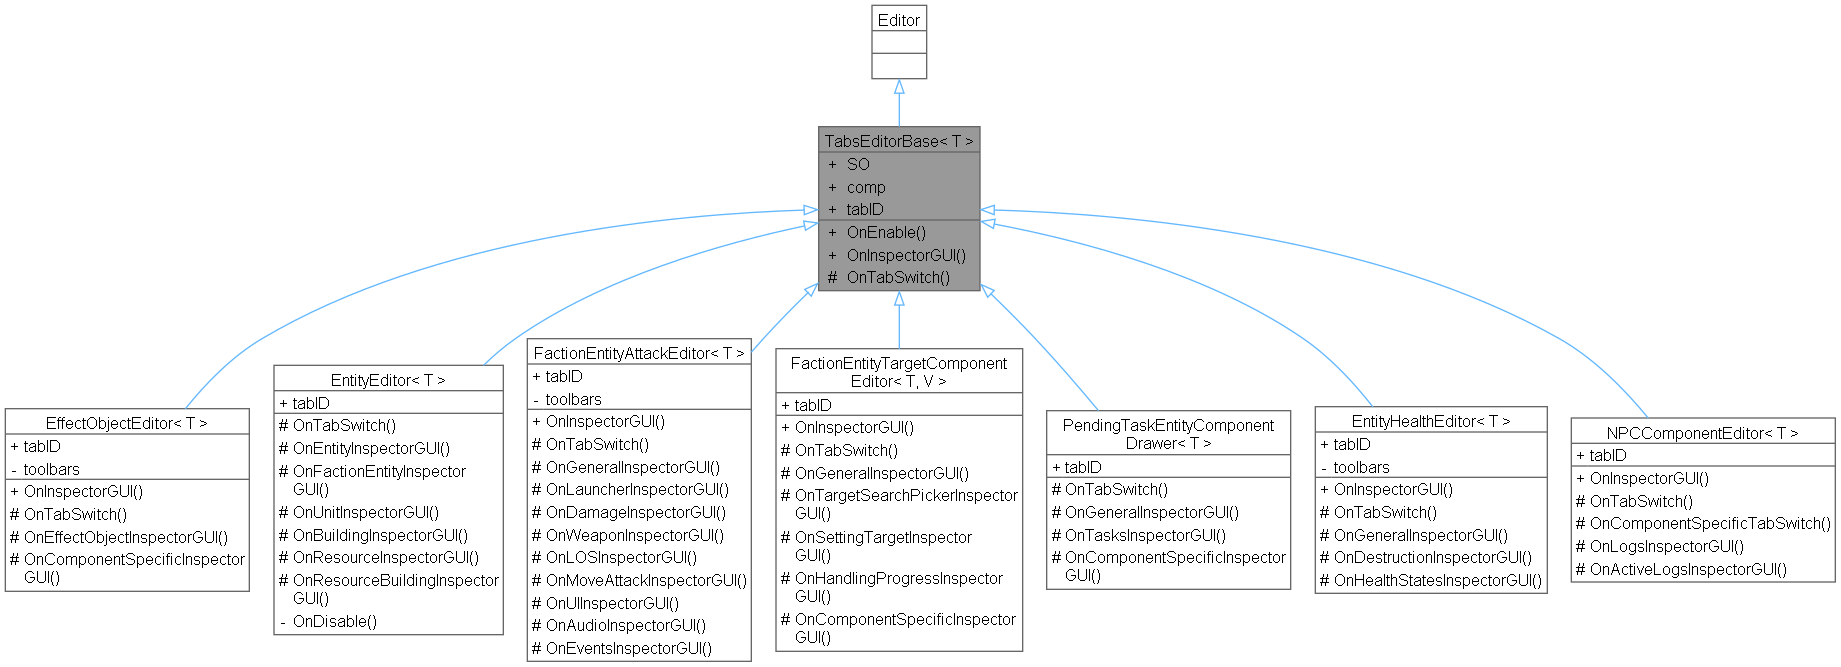 Editor
TabsEditorBase< T >
+ SO
+ comp
+ tabID
+ OnEnable()
+ OnInspectorGUI()
# OnTabSwitch()
EffectObjectEditor< T >
+ tabID
- toolbars
+ OnInspectorGUI()
# OnTabSwitch()
# OnEffectObjectInspectorGUI()
# OnComponentSpecificInspector
GUI()
EntityEditor< T >
+ tabID
# OnTabSwitch()
# OnEntityInspectorGUI()
# OnFactionEntityInspector
GUI()
# OnUnitInspectorGUI()
# OnBuildingInspectorGUI()
# OnResourceInspectorGUI()
# OnResourceBuildingInspector
GUI()
- OnDisable()
FactionEntityAttackEditor< T >
+ tabID
- toolbars
+ OnInspectorGUI()
# OnTabSwitch()
# OnGeneralInspectorGUI()
# OnLauncherInspectorGUI()
# OnDamageInspectorGUI()
# OnWeaponInspectorGUI()
# OnLOSInspectorGUI()
# OnMoveAttackInspectorGUI()
# OnUIInspectorGUI()
# OnAudioInspectorGUI()
# OnEventsInspectorGUI()
FactionEntityTargetComponent
Editor< T, V >
+ tabID
+ OnInspectorGUI()
# OnTabSwitch()
# OnGeneralInspectorGUI()
# OnTargetSearchPickerInspector
GUI()
# OnSettingTargetInspector
GUI()
# OnHandlingProgressInspector
GUI()
# OnComponentSpecificInspector
GUI()
PendingTaskEntityComponent
Drawer< T >
+ tabID
# OnTabSwitch()
# OnGeneralInspectorGUI()
# OnTasksInspectorGUI()
# OnComponentSpecificInspector
GUI()
EntityHealthEditor< T >
+ tabID
- toolbars
+ OnInspectorGUI()
# OnTabSwitch()
# OnGeneralInspectorGUI()
# OnDestructionInspectorGUI()
# OnHealthStatesInspectorGUI()
NPCComponentEditor< T >
+ tabID
+ OnInspectorGUI()
# OnTabSwitch()
# OnComponentSpecificTabSwitch()
# OnLogsInspectorGUI()
# OnActiveLogsInspectorGUI()